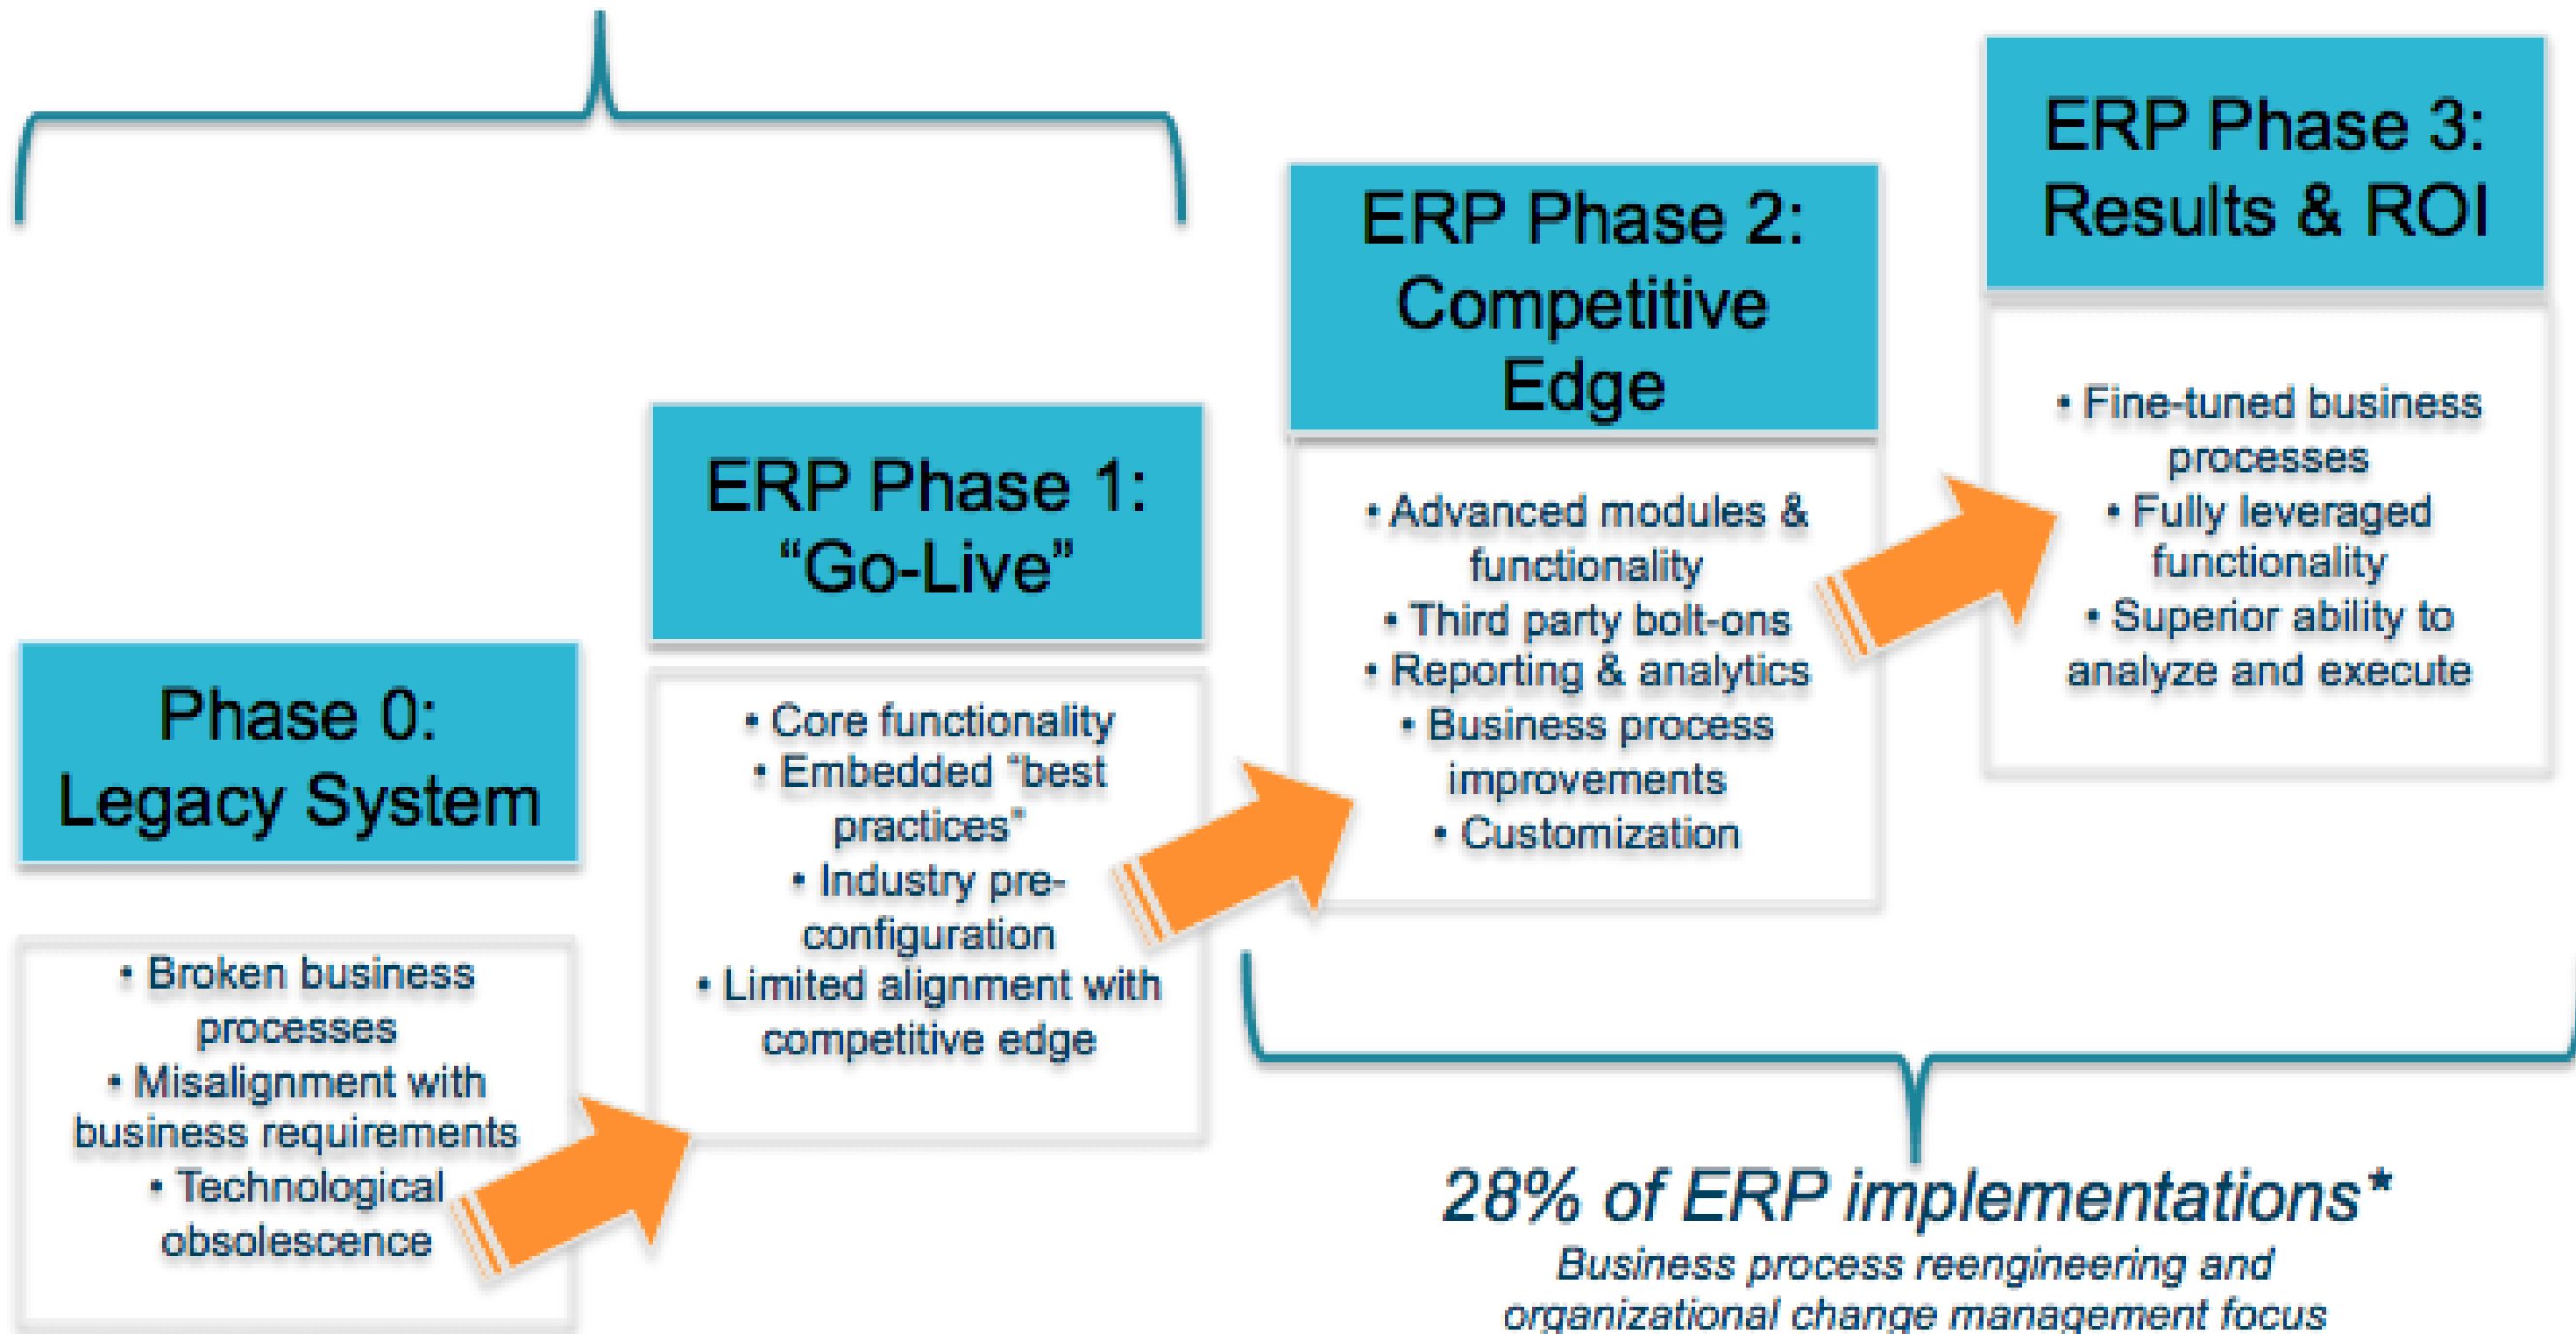 Phase 0:
Legacy System
• Broken business
processes
• Misalignment with
business requirements
• Technological
obsolescence
ERP Phase 1:
“Go-Live”
• Core functionality
• Embedded “best
practices”
• Industry pre-
configuration
• Limited alignment with
competitive edge
ERP Phase 2:
Competitive
Edge
• Advanced modules &
functionality
• Third party bolt-ons
• Reporting & analytics
• Business process
improvements
• Customization
ERP Phase 3:
Results & ROI
• Fine-tuned business
processes
• Fully leveraged
functionality
• Superior ability to
analyze and execute
28% of ERP implementations*
Business process reengineering and
organizational change management focus